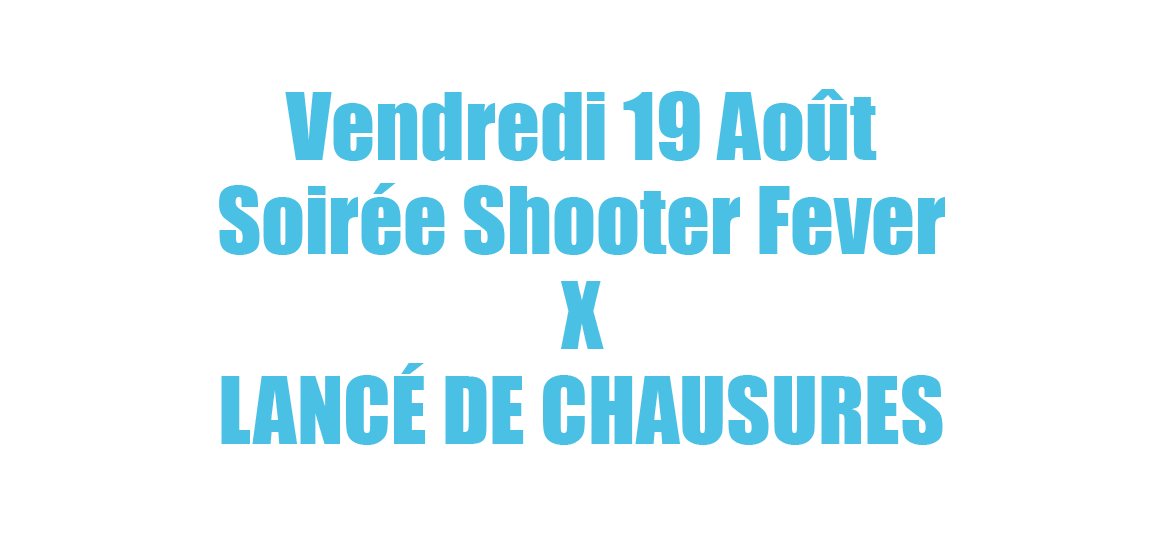 Vendredi 19 Août
Soirée Shooter Fever
X
LANCÉ DE CHAUSURES